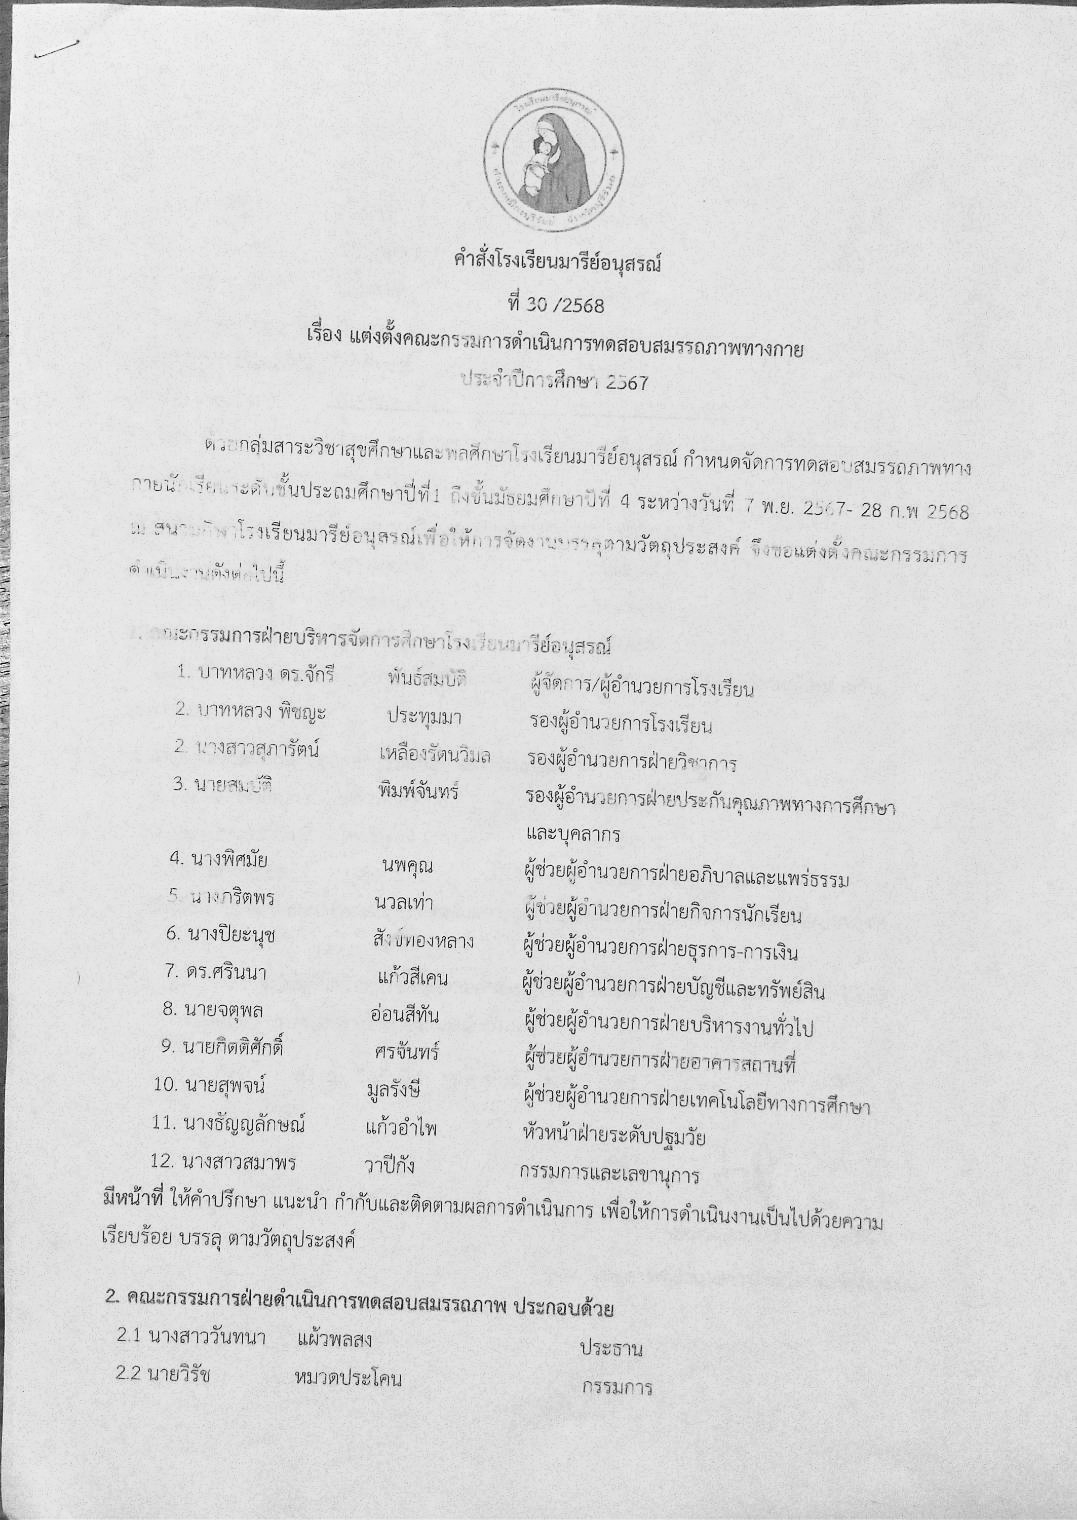 โรงเรียนมารีย์อนุสรณ์
คำสั่งโรงเรียนมารีย์อนุสรณ์
ที่ 30 /2568
เรื่อง แต่งตั้งคณะกรรมการดำเนินการทดสอบสมรรถภาพทางกาย
ประจำปีการศึกษา 2567
ด้วยกลุ่มสาระวิชาสุขศึกษาและพลศึกษาโรงเรียนมารีย์อนุสรณ์ กำหนดจัดการทดสอบสมรรถภาพทาง
กายนักเรียนระดับชั้นประถมศึกษาปีที่1 ถึงชั้นมัธยมศึกษาปีที่ 4 ระหว่างวันที่ 7 พ.ย. 2567- 28 ก.พ 2568
ณ สนามกีฬาโรงเรียนมารีย์อนุสรณ์เพื่อให้การจัดงานบรรลุตามวัตถุประสงค์ จึงขอแต่งตั้งคณะกรรมการ
ดำเนินงานดังต่อไปนี้
1. คณะกรรมการฝ่ายบริหารจัดการศึกษาโรงเรียนมารีย์อนุสรณ์
1. บาทหลวง ดร.จักรี พันธ์สมบัติ ผู้จัดการ/ผู้อำนวยการโรงเรียน
2. บาทหลวง พิชญะ ประทุมมา รองผู้อำนวยการโรงเรียน
2. นางสาวสุภารัตน์ เหลืองรัตนวิมล รองผู้อำนวยการฝ่ายวิชาการ
3. นายสมบัติ พิมพ์จันทร์ รองผู้อำนวยการฝ่ายประกันคุณภาพทางการศึกษา
และบุคลากร
4. นางพิศมัย นพคุณ ผู้ช่วยผู้อำนวยการฝ่ายอภิบาลและแพร่ธรรม
5. นางภริตพร นวลเท่า ผู้ช่วยผู้อำนวยการฝ่ายกิจการนักเรียน
6. นางปิยะนุช สังข์ทองหลาง ผู้ช่วยผู้อำนวยการฝ่ายธุรการ-การเงิน
7. ดร.ศรินนา แก้วสีเคน ผู้ช่วยผู้อำนวยการฝ่ายบัญชีและทรัพย์สิน
8. นายจตุพล อ่อนสีทัน ผู้ช่วยผู้อำนวยการฝ่ายบริหารงานทั่วไป
9. นายกิตติศักดิ์ ศรจันทร์ ผู้ช่วยผู้อำนวยการฝ่ายอาคารสถานที่
10. นายสุพจน์ มูลรังษี ผู้ช่วยผู้อำนวยการฝ่ายเทคโนโลยีทางการศึกษา
11. นางธัญญลักษณ์ แก้วอำไพ หัวหน้าฝ่ายระดับปฐมวัย
12. นางสาวสมาพร วาปีกัง กรรมการและเลขานุการ
มีหน้าที่ ให้คำปรึกษา แนะนำ กำกับและติดตามผลการดำเนินการ เพื่อให้การดำเนินงานเป็นไปด้วยความ
เรียบร้อย บรรลุ ตามวัตถุประสงค์
2. คณะกรรมการฝ่ายดำเนินการทดสอบสมรรถภาพ ประกอบด้วย
2.1 นางสาววันทนา แผ้วพลสง ประธาน
2.2 นายวิรัช หมวดประโคน กรรมการ